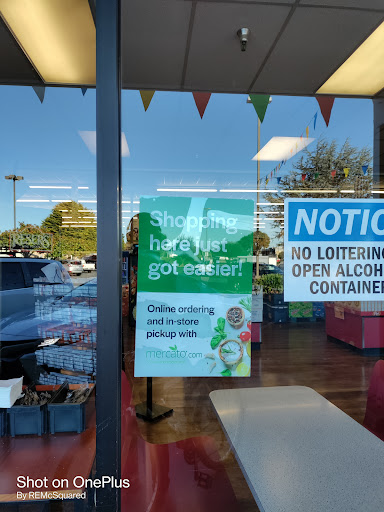 Shopping
here just
got easier!
Online ordering
and in-store
pickup with
mercato.com
NOTIC
NO LOITERING
OPEN ALCOH
CONTAINE
Shot on OnePlus
By REMcSquared